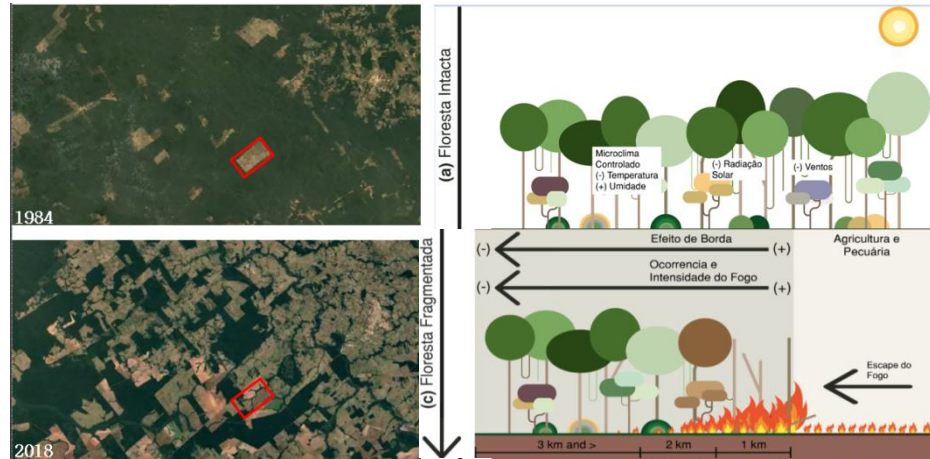 1984
(a) Floresta Intacta
Microclima
Controlado
(-) Temperatura
(+) Umidade
(-) Radiação
Solar
(-) Ventos
2018
(c) Floresta Fragmentada
(-)
Efeito de Borda
(+)
Agricultura e
Pecuária
Ocorrencia e
Intensidade do Fogo
(-)
(+)
Escape do
Fogo
3 km and >
2 km
1 km